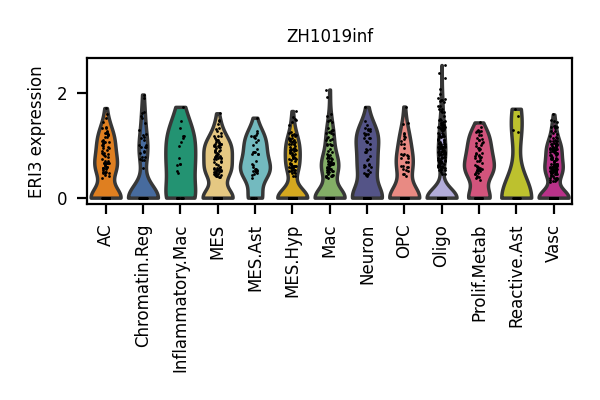 ZH1019inf
ERI3 expression
2
0
AC
Chromatin.Reg
Inflammatory.Mac
MES
MES.Ast
MES.Hyp
Mac
Neuron
OPC
Oligo
Prolif.Metab
Reactive.Ast
Vasc